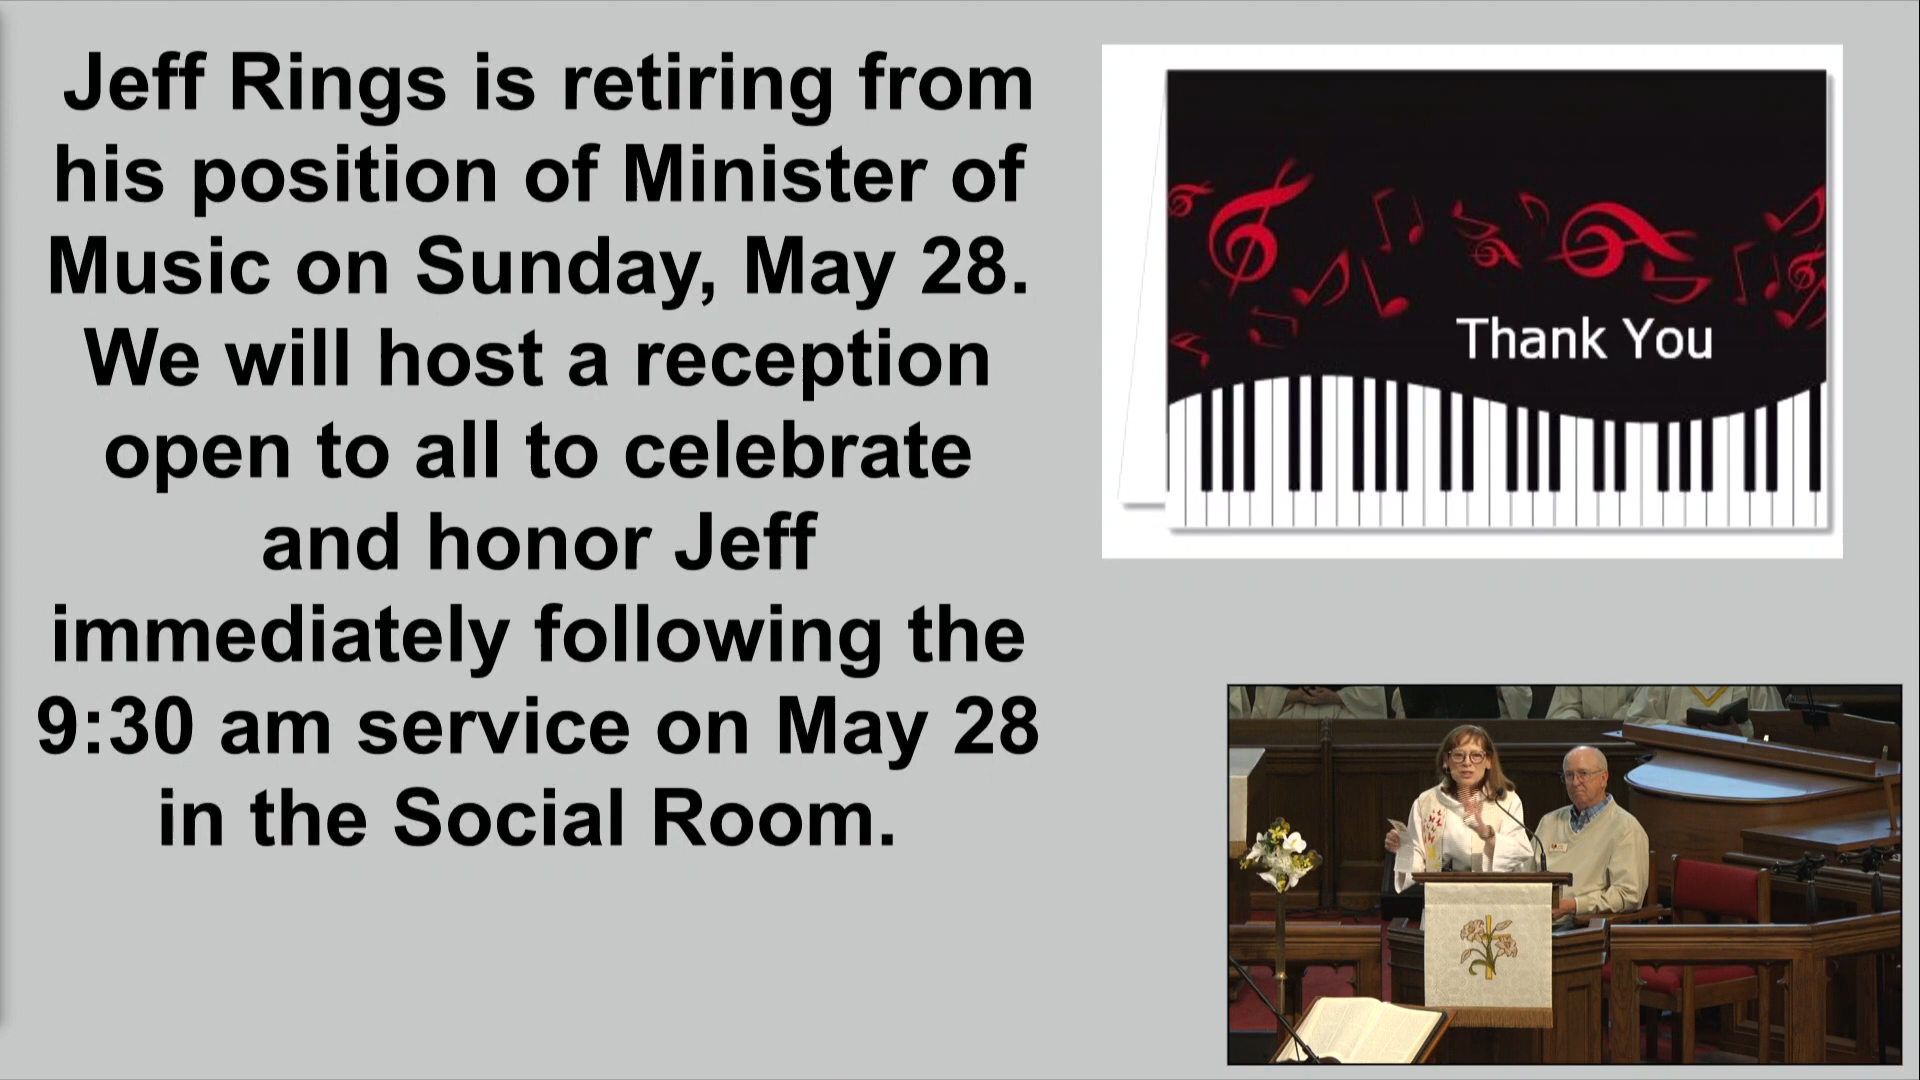 Jeff Rings is retiring from
his position of Minister of
Music on Sunday, May 28.
We will host a reception
open to all to celebrate
and honor Jeff
immediately following the
9:30 am service on May 28
in the Social Room.
Thank You